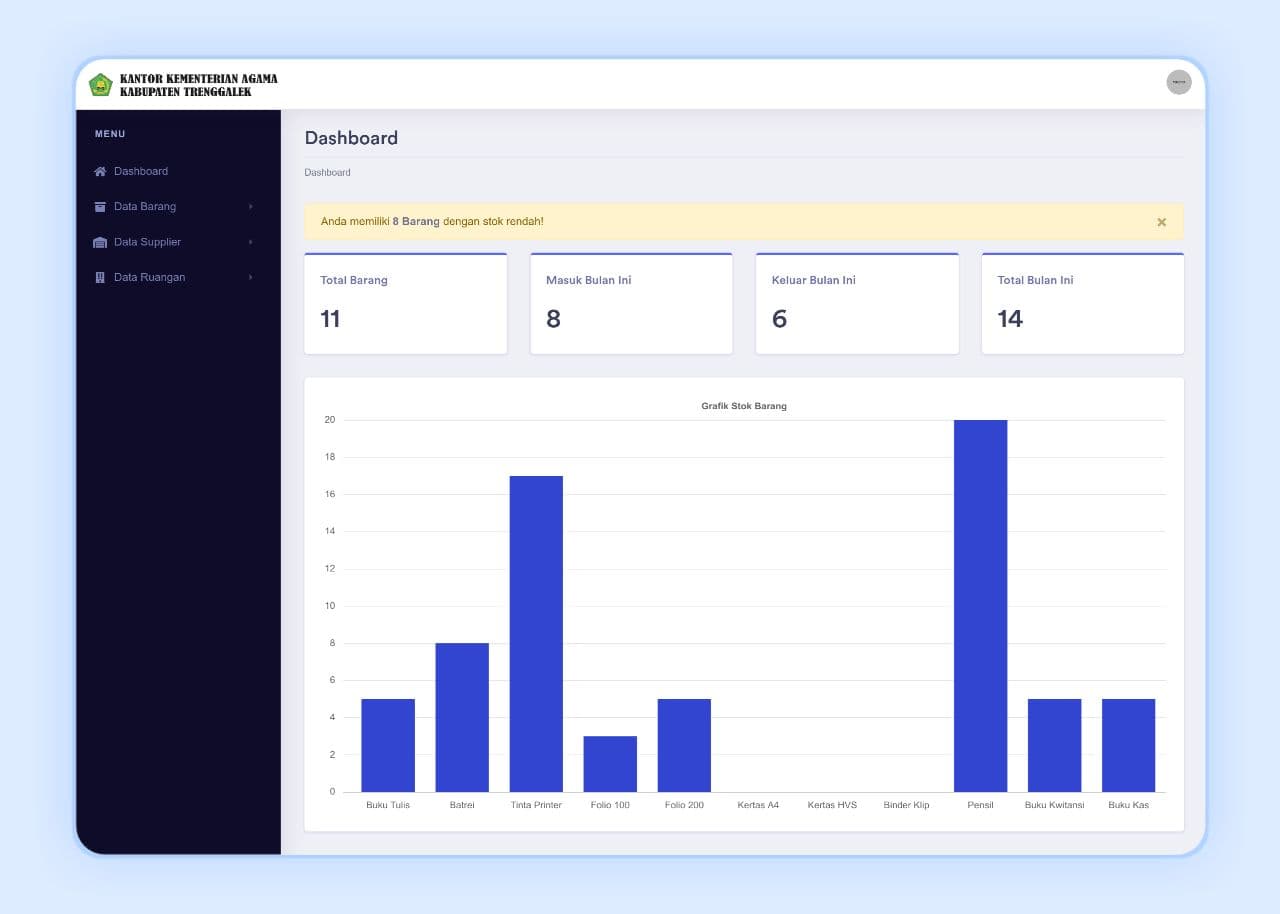 KANTOR KEMENTERIAN AGAMA
KABUPATEN TRENGGALEK
MENU
Dashboard
Data Barang
Data Supplier
Data Ruangan
Dashboard
Dashboard
Anda memiliki 8 Barang dengan stok rendah!
Total Barang
11
Masuk Bulan Ini
8
Keluar Bulan Ini
6
Total Bulan Ini
14
Grafik Stok Barang
20
18
16
14
12
10
8
6
4
2
0
Buku Tulis Batrei Tinta Printer Folio 100 Folio 200 Kertas A4 Kertas HVS Binder Klip Pensil Buku Kwitansi Buku Kas